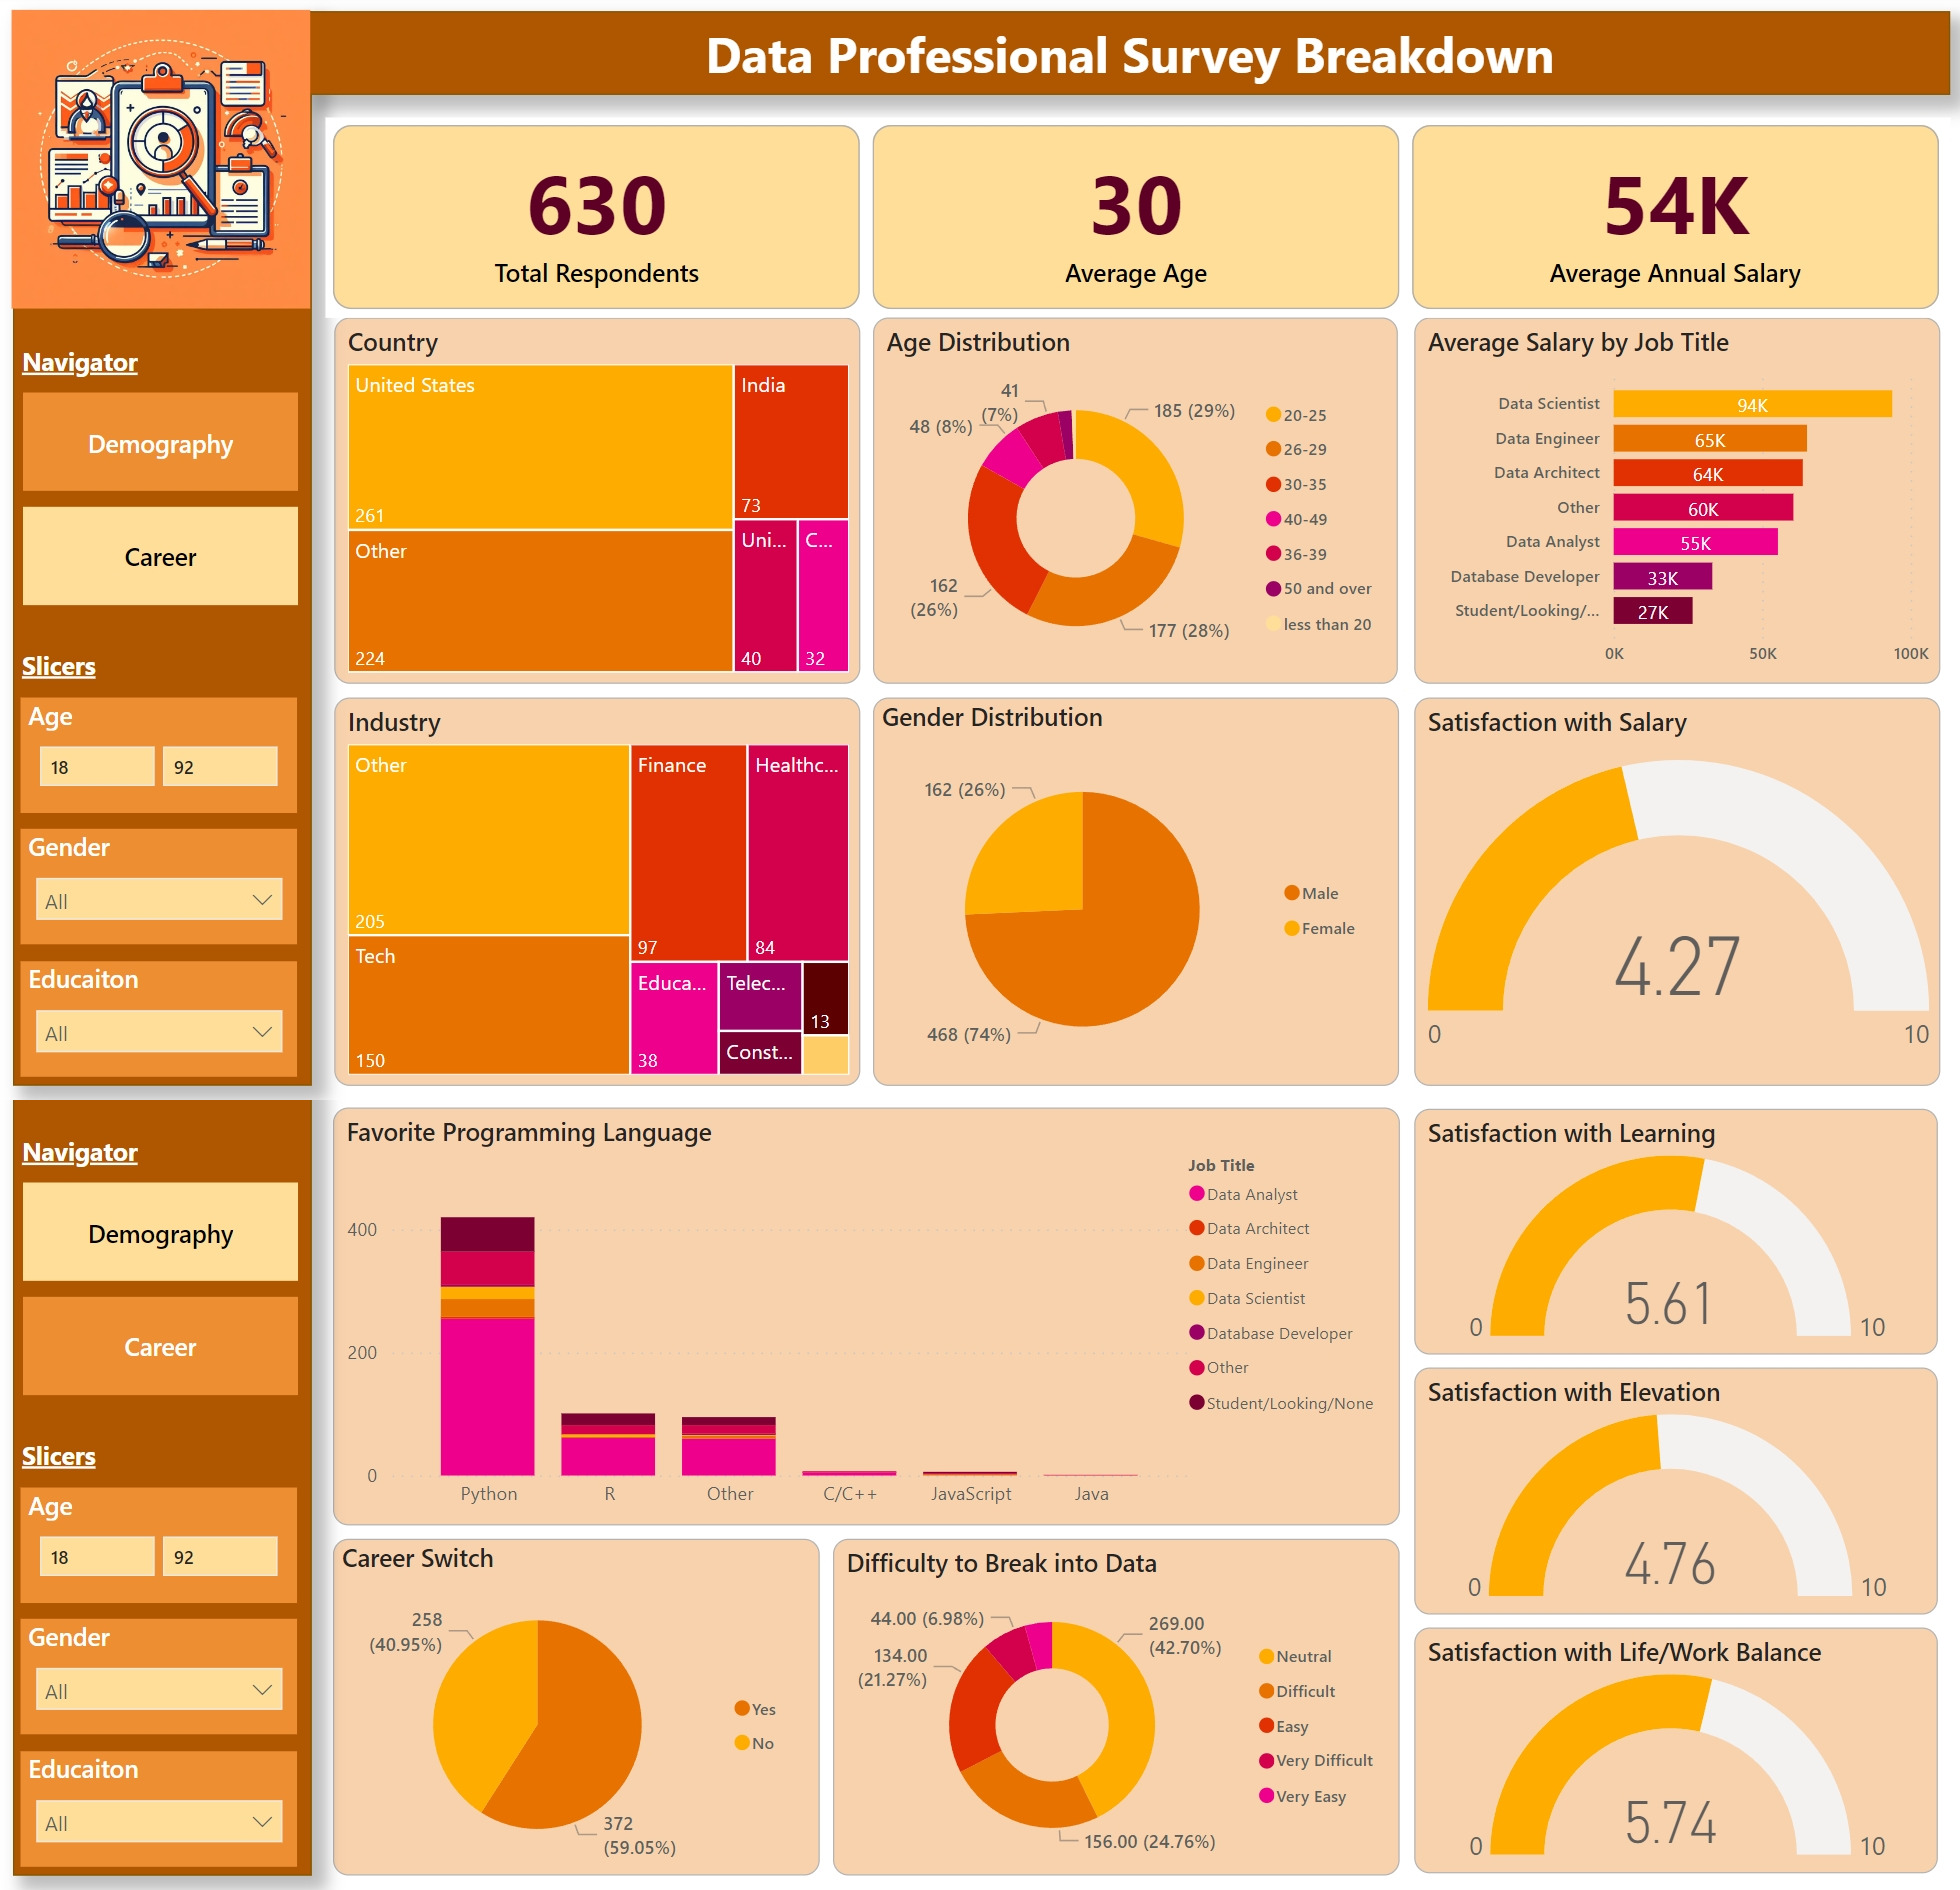 Data Professional Survey Breakdown
630
Total Respondents
30
Average Age
54K
Average Annual Salary
Navigator
Demography
Career
Slicers
Age
18 92
Gender
All
Educaiton
All
Country
United States
261
Other
224
India
73
Uni...
40
C...
32
Age Distribution
41
(7%)
48 (8%)
185 (29%)
162
(26%)
177 (28%)
20-25
26-29
30-35
40-49
36-39
50 and over
less than 20
Average Salary by Job Title
Data Scientist 94K
Data Engineer 65K
Data Architect 64K
Other 60K
Data Analyst 55K
Database Developer 33K
Student/Looking/... 27K
0K 50K 100K
Industry
Other
205
Tech
150
Finance
97
Healthc...
84
Educa...
38
Telec...
Const...
13
Gender Distribution
162 (26%)
468 (74%)
Male
Female
Satisfaction with Salary
4.27
0 10
Navigator
Demography
Career
Slicers
Age
18 92
Gender
All
Educaiton
All
Favorite Programming Language
400
200
0
Python R Other C/C++ JavaScript Java
Job Title
Data Analyst
Data Architect
Data Engineer
Data Scientist
Database Developer
Other
Student/Looking/None
Satisfaction with Learning
5.61
0 10
Satisfaction with Elevation
4.76
0 10
Career Switch
258
(40.95%)
372
(59.05%)
Yes
No
Difficulty to Break into Data
44.00 (6.98%)
134.00
(21.27%)
269.00
(42.70%)
156.00 (24.76%)
Neutral
Difficult
Easy
Very Difficult
Very Easy
Satisfaction with Life/Work Balance
5.74
0 10